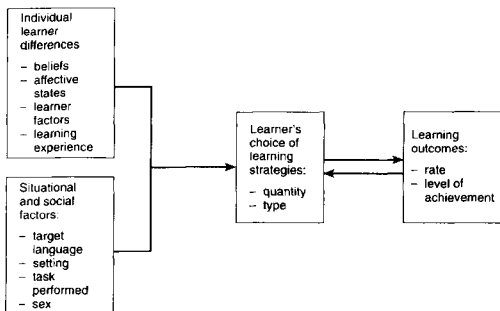 Individual
learner
differences
– beliefs
– affective
states
– learner
factors
– learning
experience
Situational
and social
factors:
– target
language
– setting
– task
performed
– sex
Learner's
choice of
learning
strategies:
– quantity
– type
Learning
outcomes:
– rate
– level of
achievement